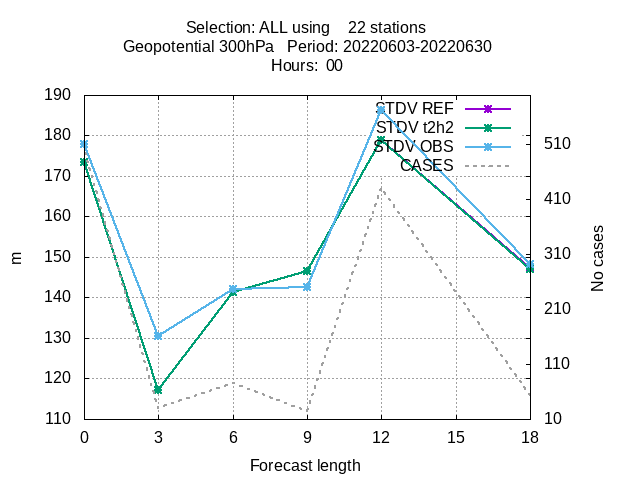 Selection: ALL using 22 stations
Geopotential 300hPa Period: 20220603-20220630
Hours: 00
STDV REF
STDV t2h2
STDV OBS
CASES
190
180
170
160
150
140
130
120
110
510
410
310
210
110
10
m
No cases
0 3 6 9 12 15 18
Forecast length